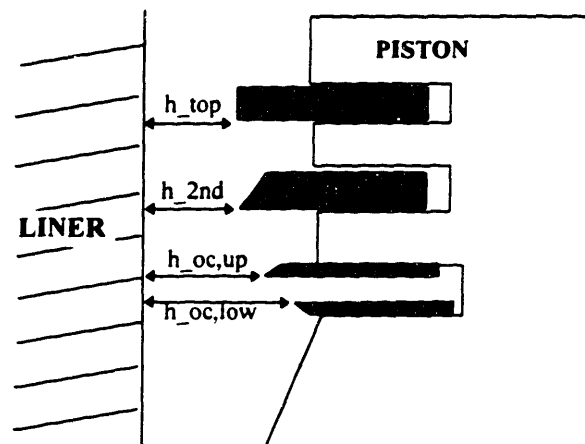 PISTON
h_top
h_2nd
LINER
h_oc,up
h_oc,low